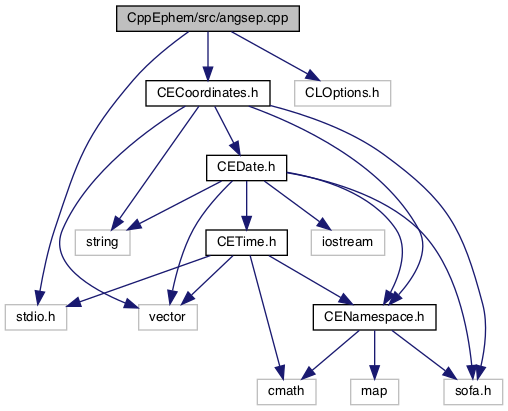 CppEphem/src/angsep.cpp
CECoordinates.h
CLOptions.h
CEDate.h
string
CETime.h
iostream
stdio.h
vector
CENamespace.h
cmath
map
sofa.h